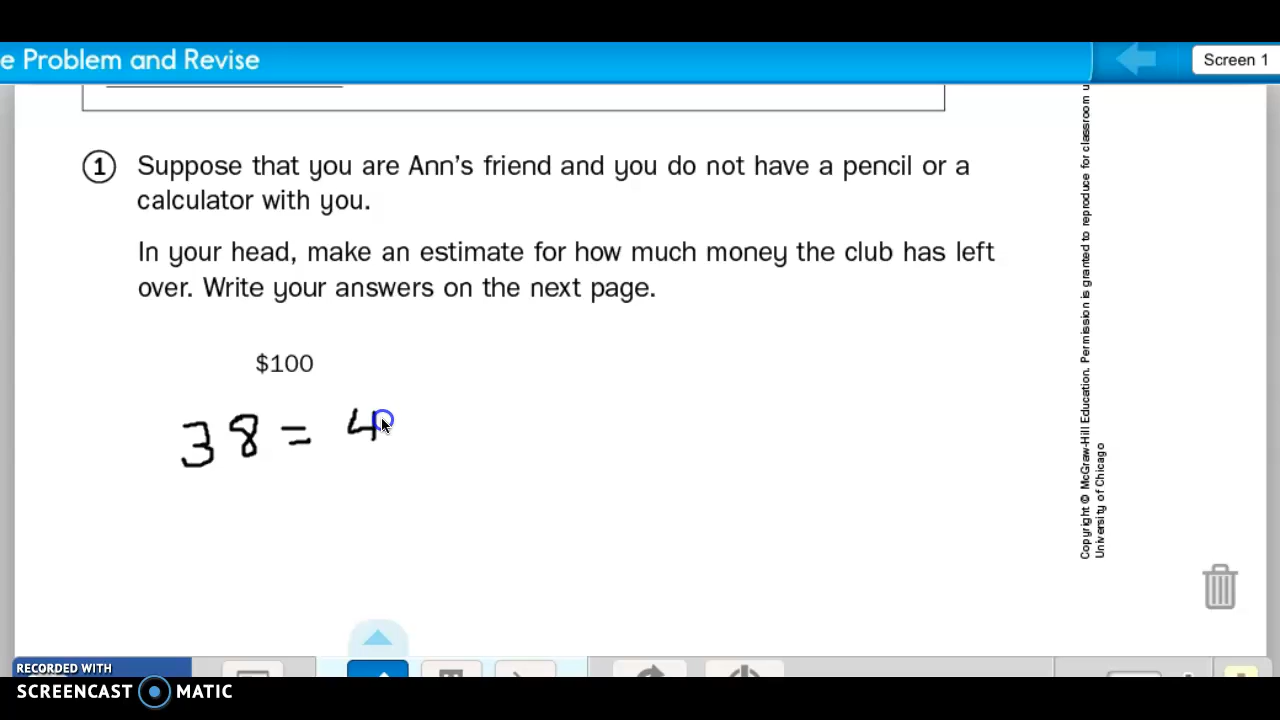 e Problem and Revise
Screen 1
1 Suppose that you are Ann's friend and you do not have a pencil or a
calculator with you.
In your head, make an estimate for how much money the club has left
over. Write your answers on the next page.
$100
38 = 4
Copyright © McGraw-Hill Education. Permission is granted to reproduce for classroom u
University of Chicago
RECORDED WITH
SCREENCAST MATIC